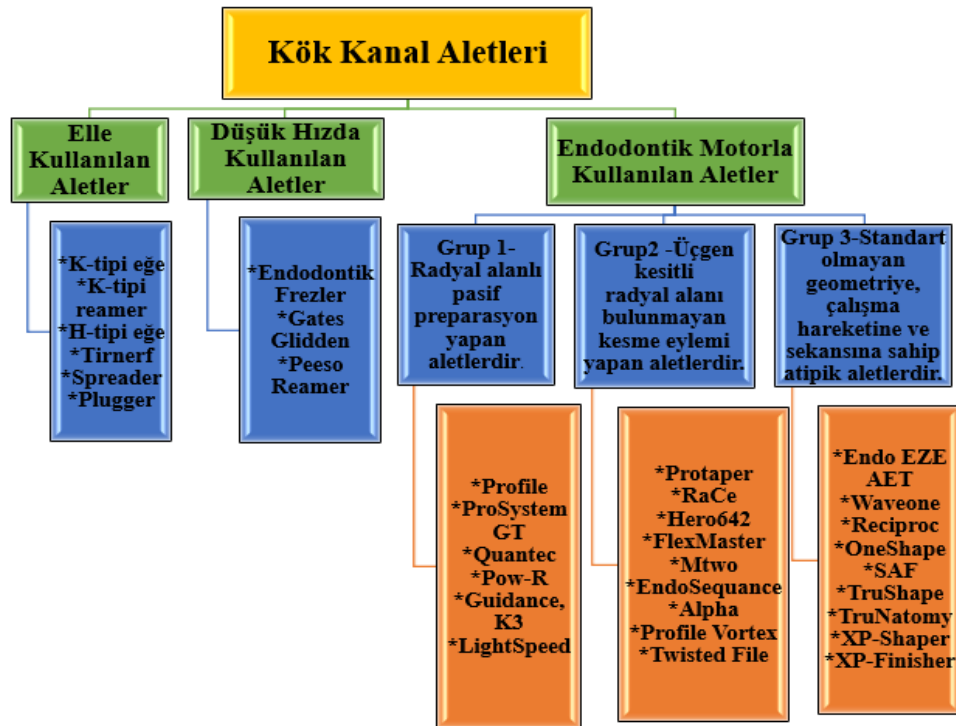 Kök Kanal Aletleri
Elle
Kullanılan
Aletler
Düşük Hızda
Kullanılan
Aletler
Endodontik Motorla
Kullanılan Aletler
*K-tipi eğe
*K-tipi
reamer
*H-tipi eğe
*Tirnerf
*Spreader
*Plugger
*Endodontik
Frezler
*Gates
Glidden
*Peeso
Reamer
Grup 1-
Radyal alanlı
pasif
preparasyon
yapan
aletlerdir.
Grup2 -Üçgen
kesitli
radyal alanı
bulunmayan
kesme eylemi
yapan aletlerdir.
Grup 3-Standart
olmayan
geometriye,
çalışma
hareketine ve
sekansına sahip
atipik aletlerdir.
*Profile
*ProSystem
GT
*Quantec
*Pow-R
*Guidance,
K3
*LightSpeed
*Protaper
*RaCe
*Hero642
*FlexMaster
*Mtwo
*EndoSequance
*Alpha
*Profile Vortex
*Twisted File
*Endo EZE
AET
*Waveone
*Reciproc
*OneShape
*SAF
*TruShape
*TruNatomy
*XP-Shaper
*XP-Finisher